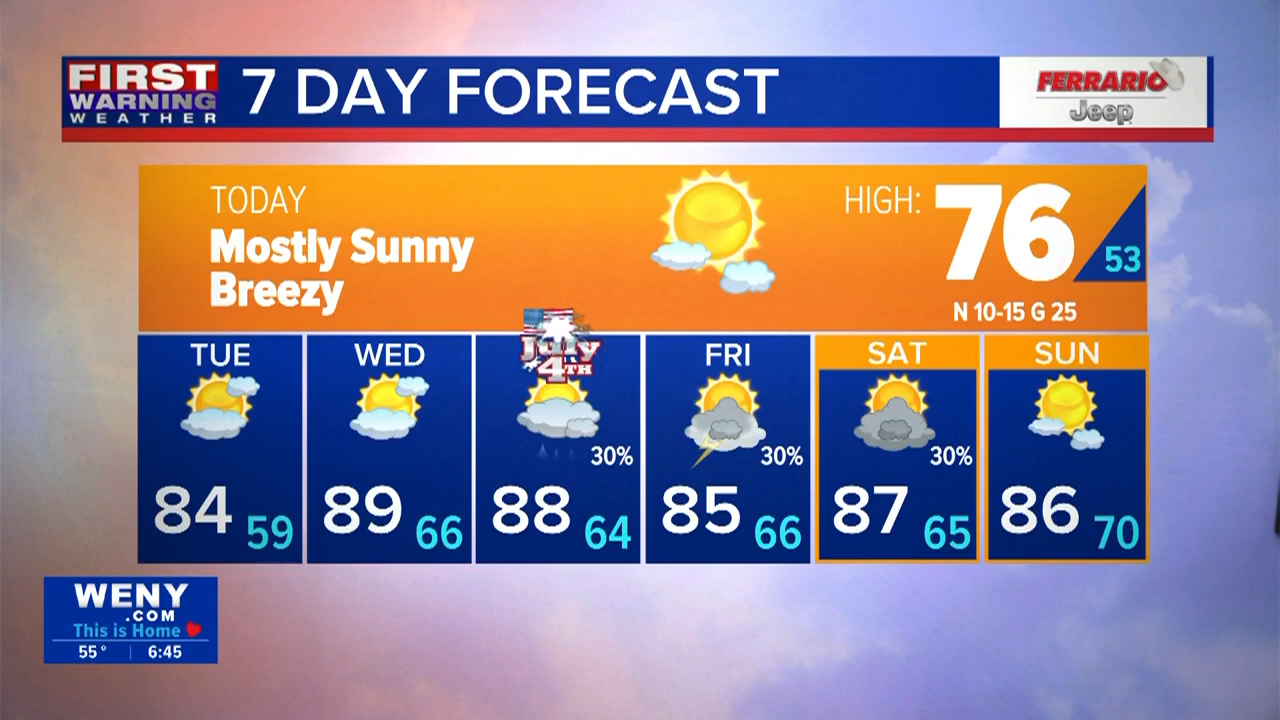 FIRST
WARNING
WEATHER
7 DAY FORECAST
FERRARIO
Jeep
TODAY
Mostly Sunny
Breezy
HIGH: 76
53
N 10-15 G 25
TUE
84 59
WED
89 66
July
4TH
30%
88 64
FRI
30%
85 66
SAT
30%
87 65
SUN
86 70
WENY
.COM
This is Home
55° | 6:45